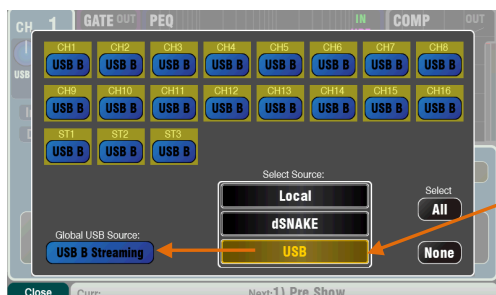 CH 1 GATE OUT PEQ IN COMP OUT
CH1 CH2 CH3 CH4 CH5 CH6 CH7 CH8
USB B USB B USB B USB B USB B USB B USB B USB B
CH9 CH10 CH11 CH12 CH13 CH14 CH15 CH16
USB B USB B USB B USB B USB B USB B USB B USB B
ST1 ST2 ST3
USB B USB B USB B
Select Source:
Local
Select
All
dSNAKE
Global USB Source:
USB B Streaming
USB
None
Close Curr: Next:1) Pre Show